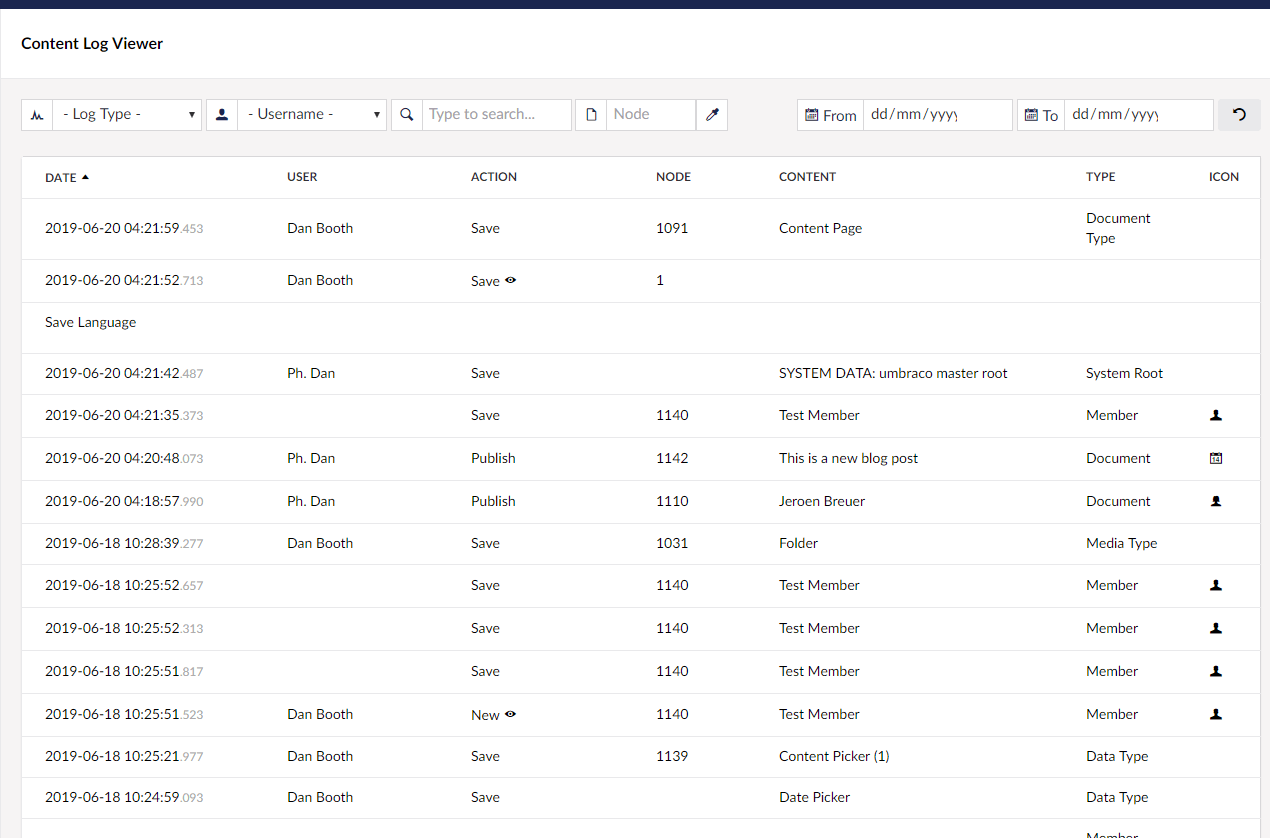 Content Log Viewer
- Log Type - - Username - Type to search... Node From dd/mm/yyyy To dd/mm/yyyy
DATE USER ACTION NODE CONTENT TYPE ICON
2019-06-20 04:21:59.453 Dan Booth Save 1091 Content Page Document
Type
2019-06-20 04:21:52.713 Dan Booth Save 1
Save Language
2019-06-20 04:21:42.487 Ph. Dan Save SYSTEM DATA: umbraco master root System Root
2019-06-20 04:21:35.373 Save 1140 Test Member Member
2019-06-20 04:20:48.073 Ph. Dan Publish 1142 This is a new blog post Document 14
2019-06-20 04:18:57.990 Ph. Dan Publish 1110 Jeroen Breuer Document
2019-06-18 10:28:39.277 Dan Booth Save 1031 Folder Media Type
2019-06-18 10:25:52.657 Save 1140 Test Member Member
2019-06-18 10:25:52.313 Save 1140 Test Member Member
2019-06-18 10:25:51.817 Save 1140 Test Member Member
2019-06-18 10:25:51.523 Dan Booth New 1140 Test Member Member
2019-06-18 10:25:21.977 Dan Booth Save 1139 Content Picker (1) Data Type
2019-06-18 10:24:59.093 Dan Booth Save Date Picker Data Type
Member